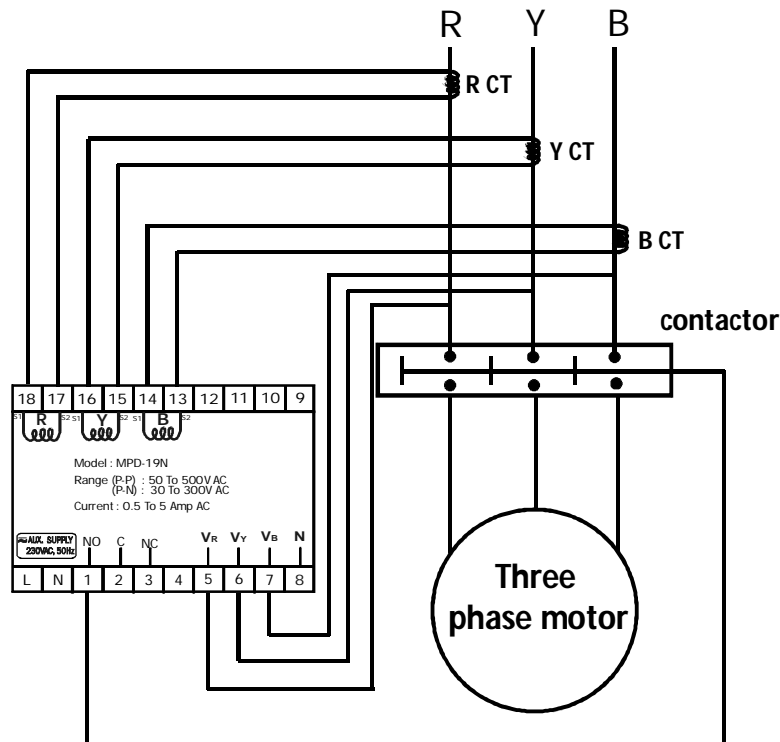 R Y B
R CT
Y CT
B CT
contactor
18 17 16 15 14 13 12 11 10 9
S1 R S2 S1 Y S2 S1 B S2
Model : MPD-19N
Range (P-P) : 50 To 500V AC
(P-N) : 30 To 300V AC
Current : 0.5 To 5 Amp AC
AUX. SUPPLY
230VAC, 50Hz
NO C NC VR VY VB N
L N 1 2 3 4 5 6 7 8
Three
phase motor